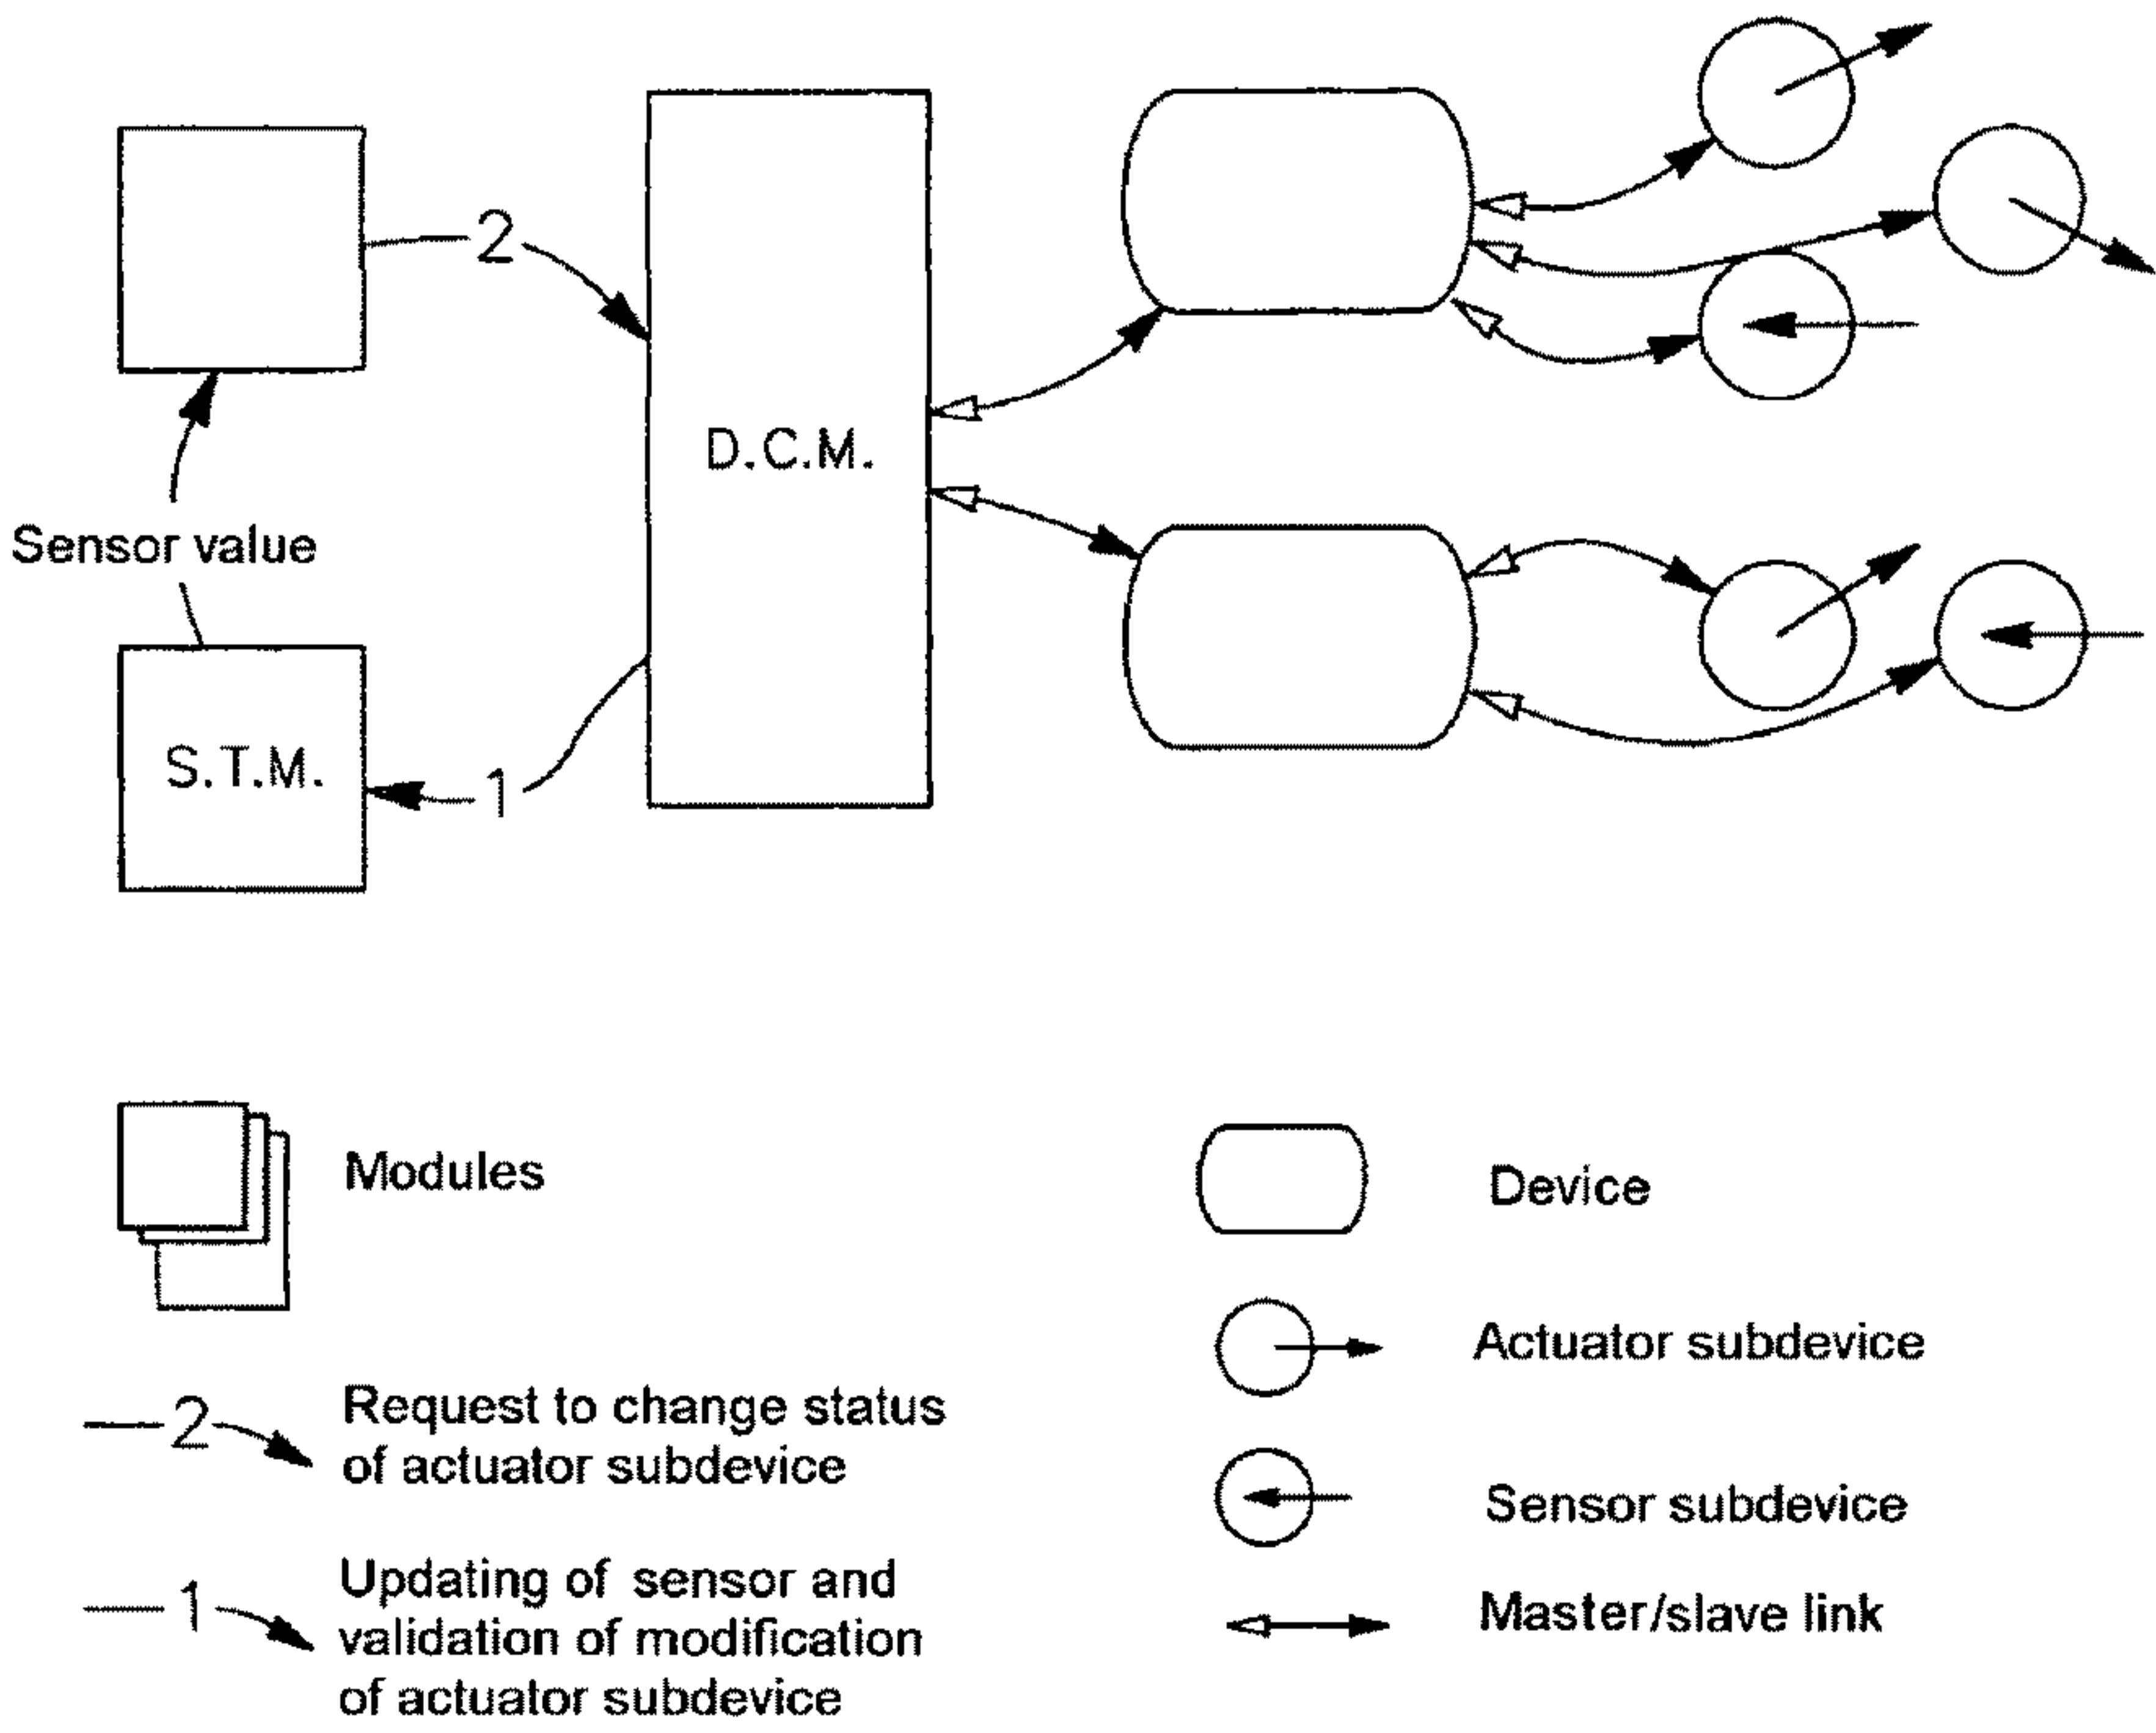 2
D.C.M.
Sensor value
S.T.M.
1
Modules
Device
Actuator subdevice
2
Request to change status
of actuator subdevice
Sensor subdevice
1
Updating of sensor and
validation of modification
of actuator subdevice
Master/slave link